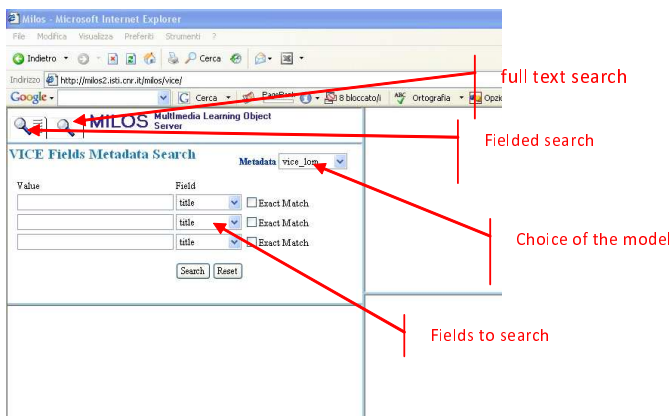 Milos - Microsoft Internet Explorer
File Modifica Visualizza Preferiti Strumenti ?
Indietro Cerca
Indirizzo http://milos2.isti.cnr.it/milos/vice/
Google Cerca PageRank 8 bloccato/i ABC Ortografia Opzio
full text search
MILOS Multimedia Learning Object
Server
Fielded search
VICE Fields Metadata Search
Metadata vice_lom
Value Field
title Exact Match
title Exact Match
title Exact Match
Choice of the model
Search Reset
Fields to search